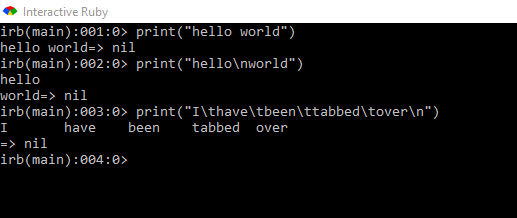 Interactive Ruby
irb(main):001:0> print("hello world")
hello world=> nil
irb(main):002:0> print("hello\nworld")
hello
world=> nil
irb(main):003:0> print("I\thave\tbeen\ttabbed\tover\n")
I       have    been    tabbed  over
=> nil
irb(main):004:0>